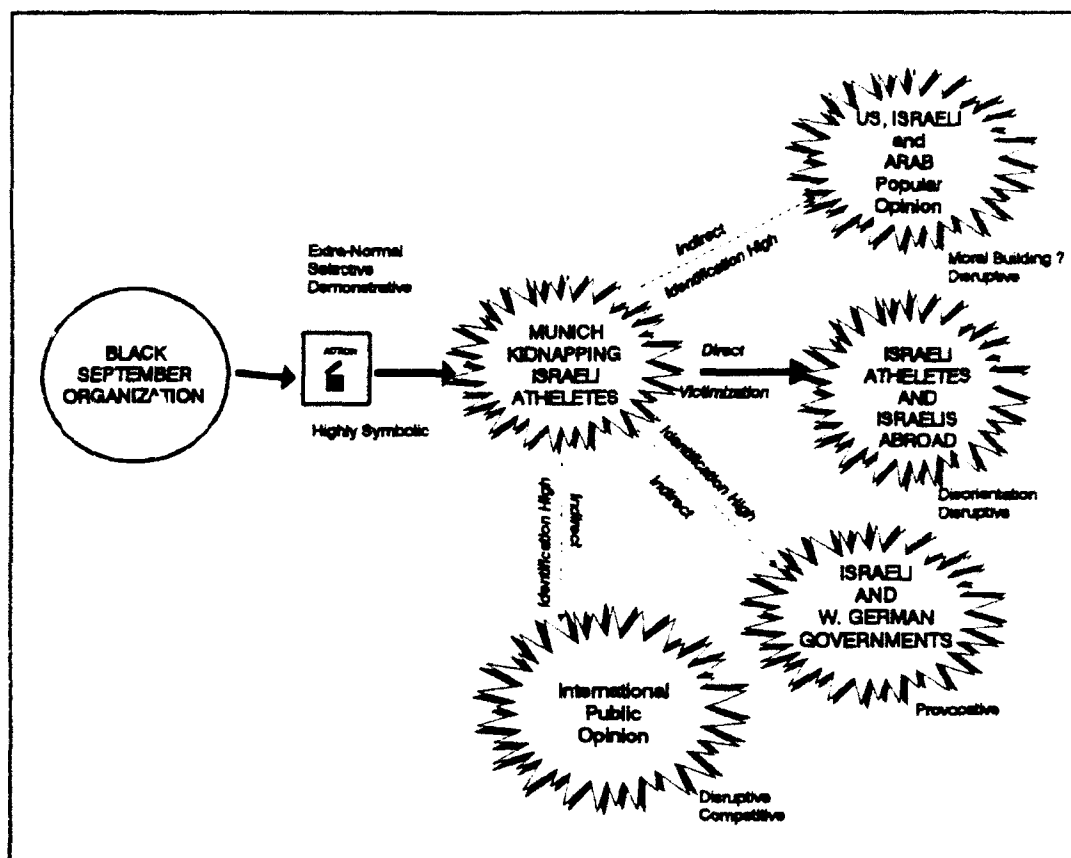 BLACK
SEPTEMBER
ORGANIZATION
Extra-Normal
Selective
Demonstrative
ACTION
Highly Symbolic
MUNICH
KIDNAPPING
ISRAELI
ATHELETES
Indirect
Identification High
US, ISRAELI
and
ARAB
Popular
Opinion
Moral Building ?
Disruptive
Direct
Victimization
ISRAELI
ATHELETES
AND
ISRAELIS
ABROAD
Disorientation
Disruptive
Identification High
Indirect
ISRAELI
AND
W. GERMAN
GOVERNMENTS
Provocative
Identification High
Indirect
International
Public
Opinion
Disruptive
Competitive